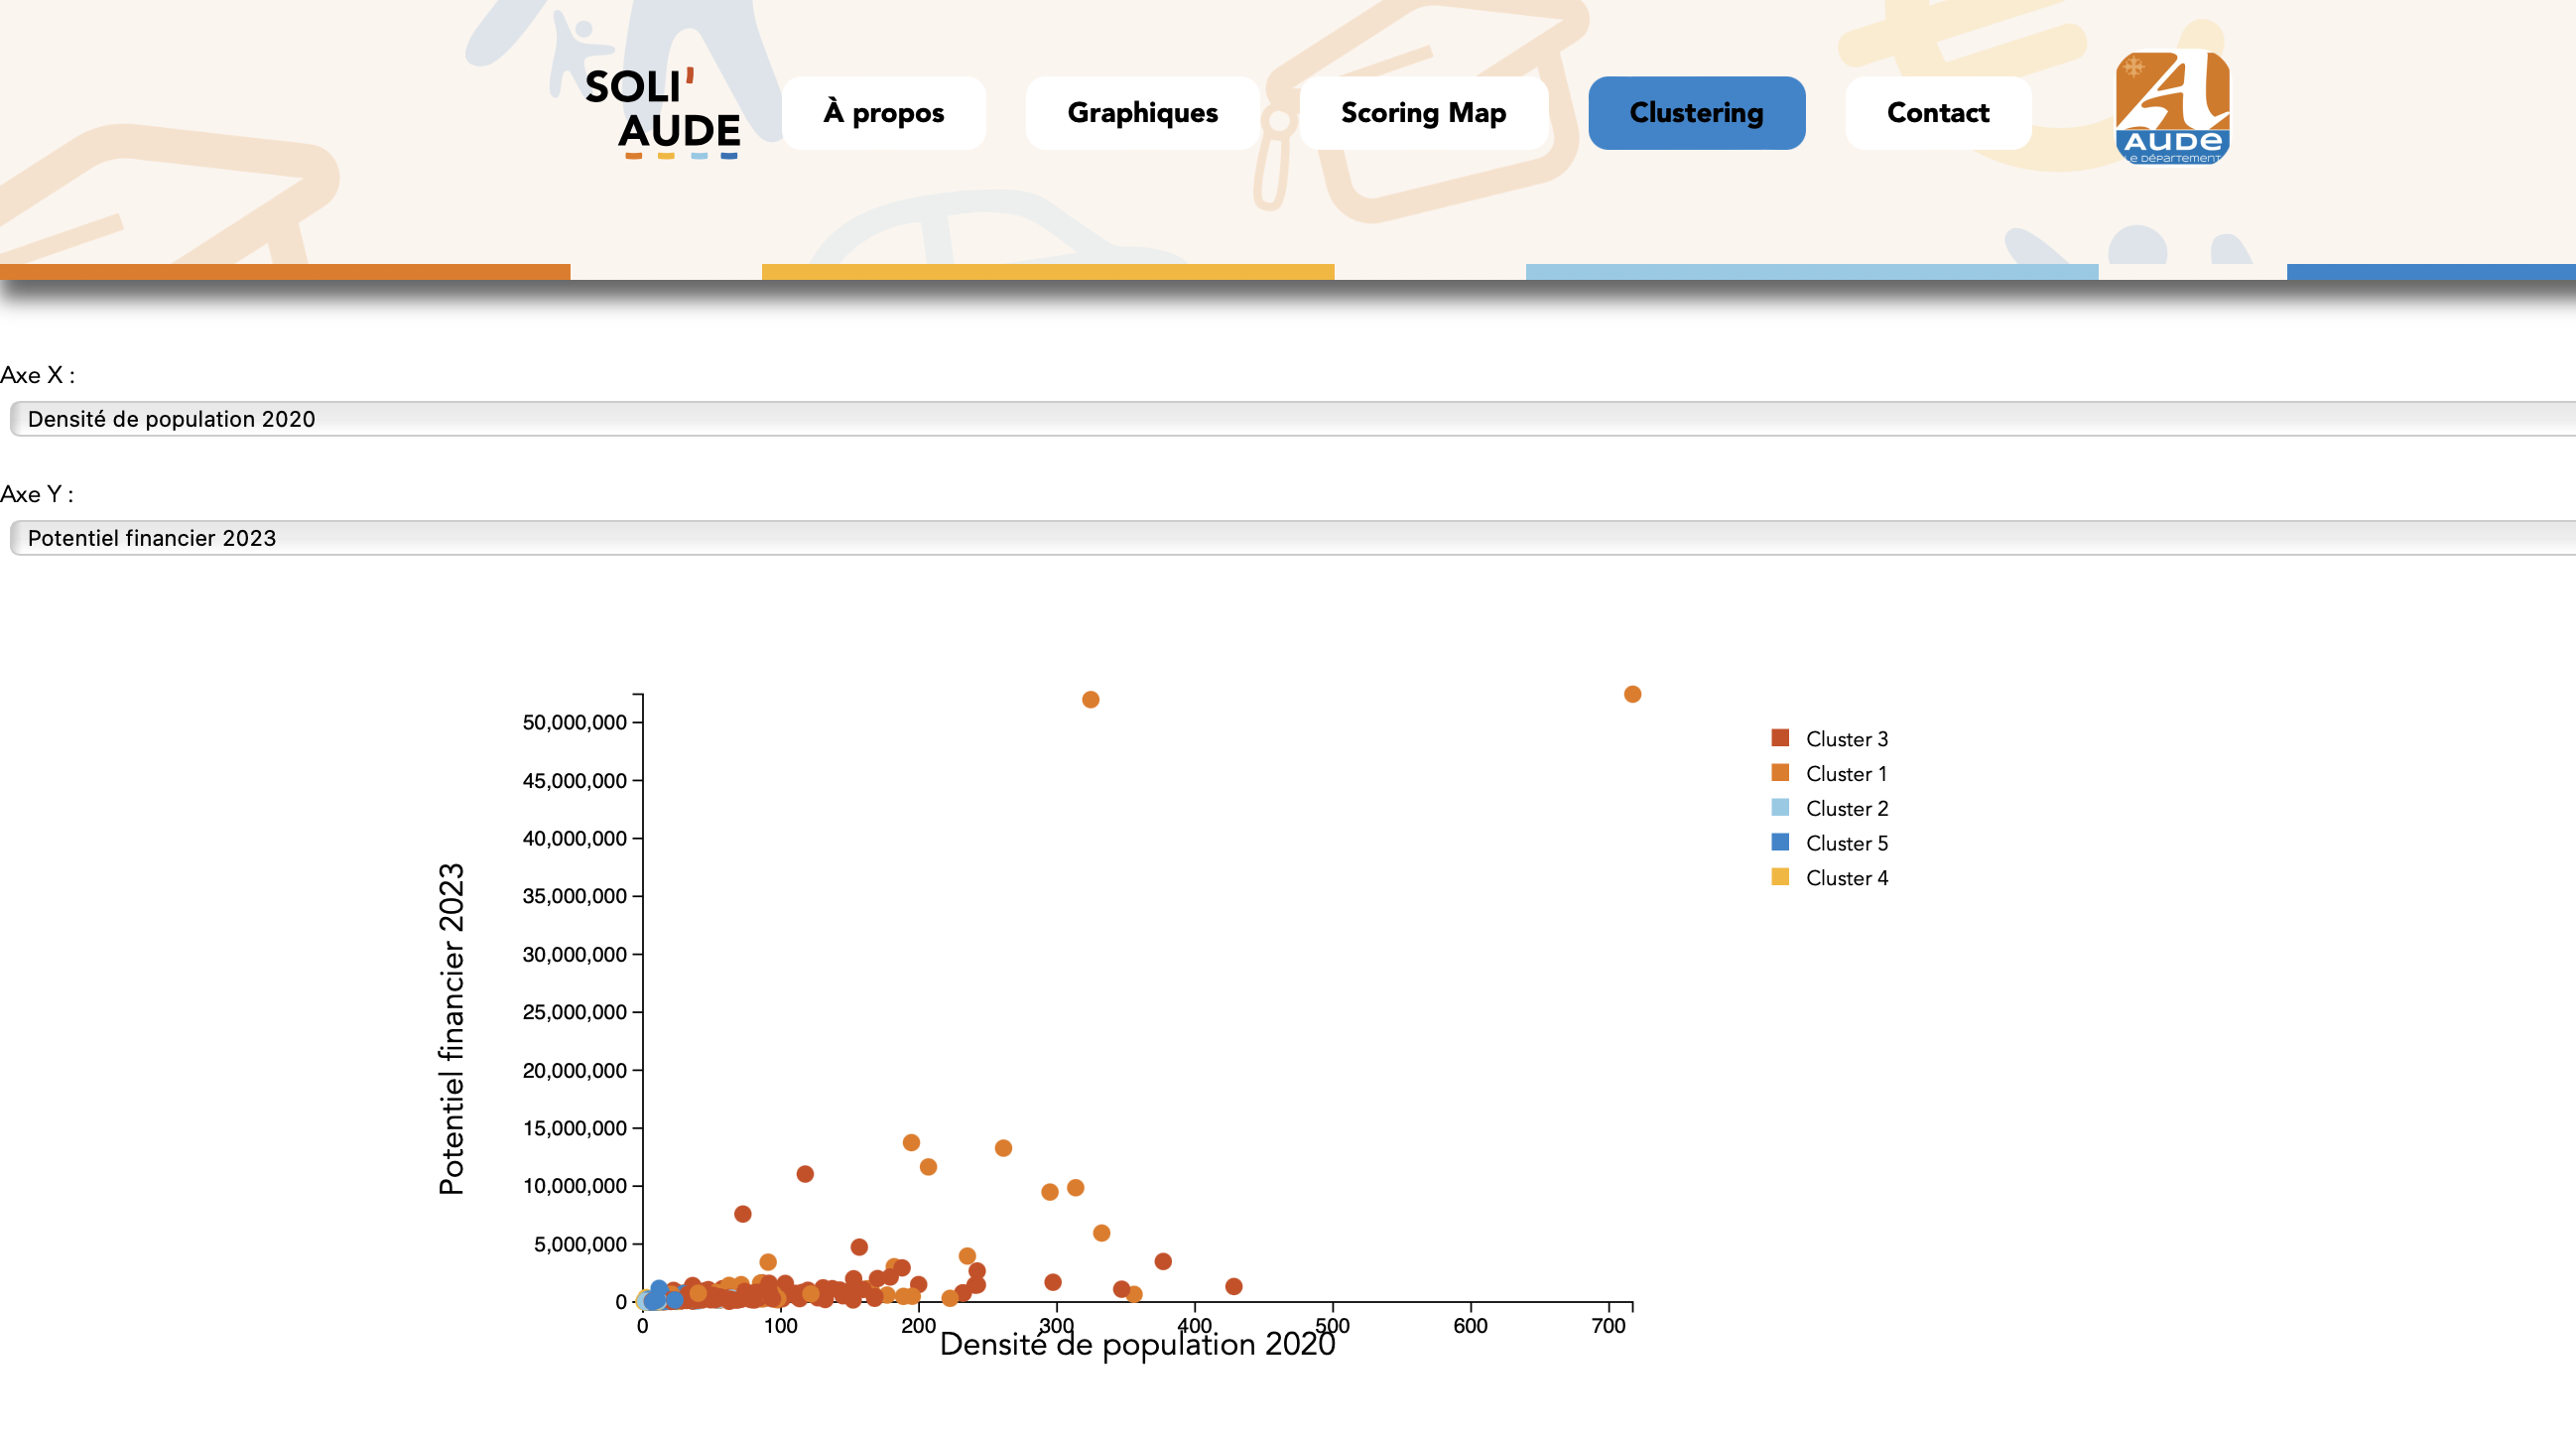 SOLI'
AUDE
À propos
Graphiques
Scoring Map
Clustering
Contact
A
AUDE
LE DÉPARTEMENT
Axe X :
Densité de population 2020
Axe Y :
Potentiel financier 2023
50,000,000
45,000,000
40,000,000
35,000,000
30,000,000
25,000,000
20,000,000
15,000,000
10,000,000
5,000,000
0
Potentiel financier 2023
0 100 200 300 400 500 600 700
Densité de population 2020
Cluster 3
Cluster 1
Cluster 2
Cluster 5
Cluster 4